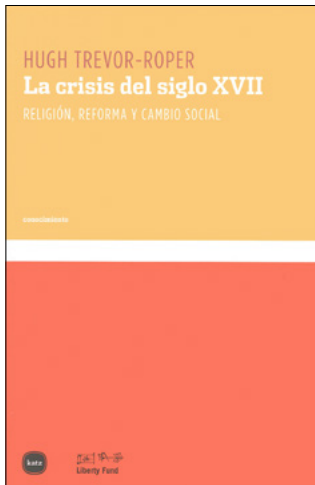 HUGH TREVOR-ROPER
La crisis del siglo XVII
RELIGIÓN, REFORMA Y CAMBIO SOCIAL
conocimiento
katz
Liberty Fund